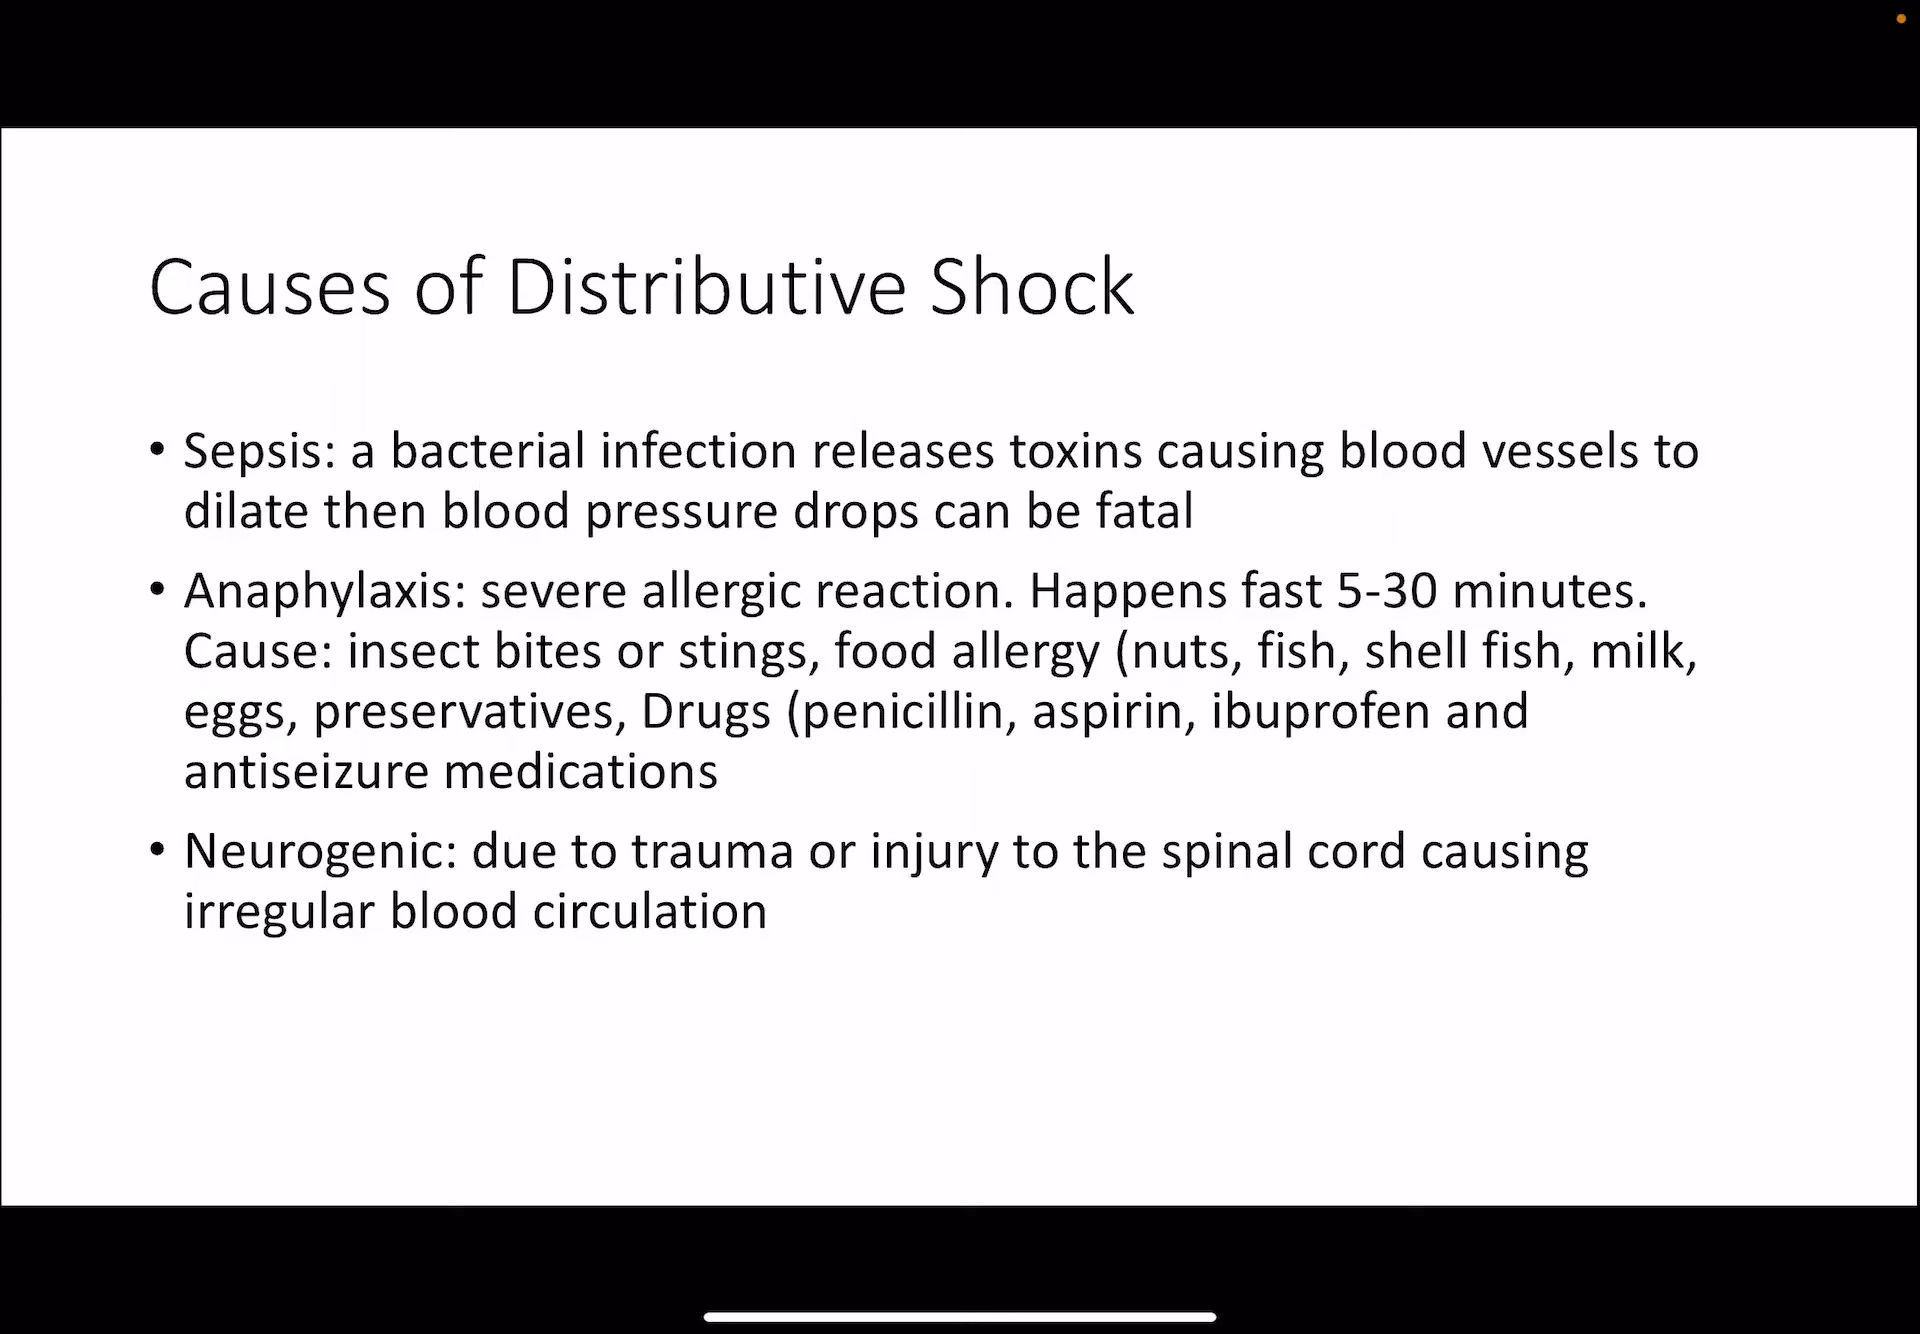 Causes of Distributive Shock
• Sepsis: a bacterial infection releases toxins causing blood vessels to
dilate then blood pressure drops can be fatal
• Anaphylaxis: severe allergic reaction. Happens fast 5-30 minutes.
Cause: insect bites or stings, food allergy (nuts, fish, shell fish, milk,
eggs, preservatives, Drugs (penicillin, aspirin, ibuprofen and
antiseizure medications
• Neurogenic: due to trauma or injury to the spinal cord causing
irregular blood circulation